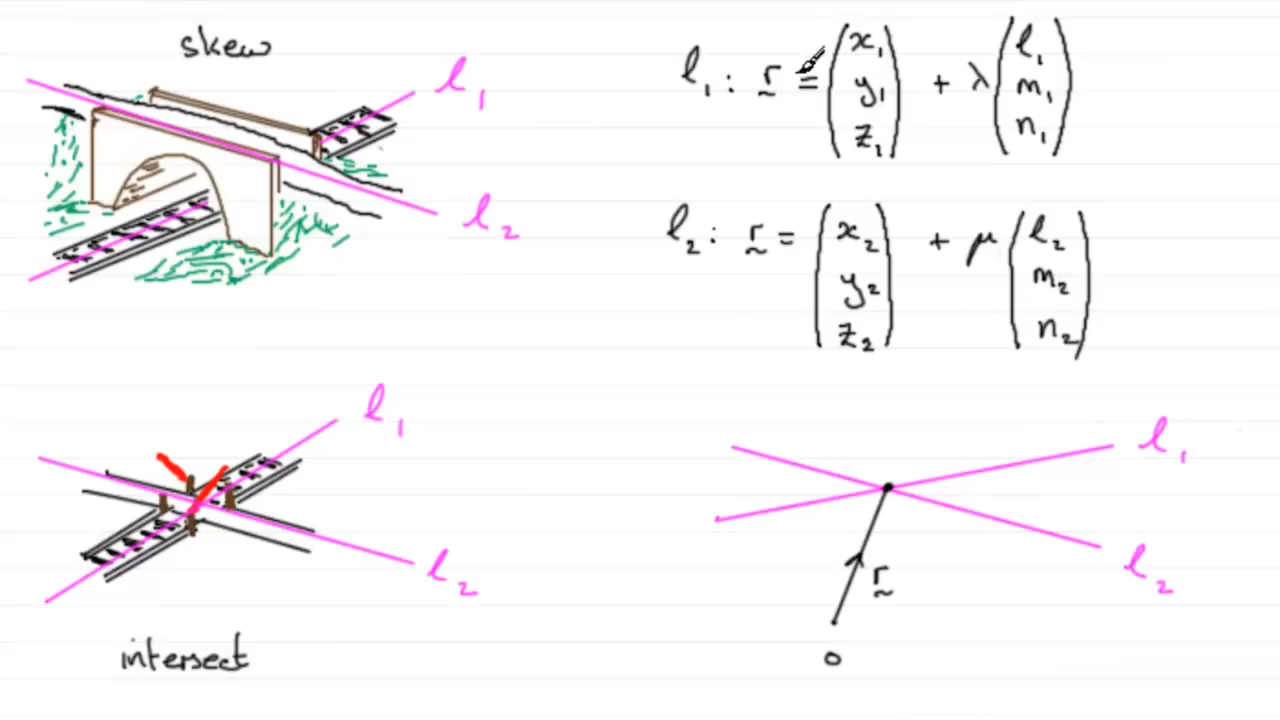 skew
l₁
l₂
l₁ : r = (x₁ y₁ z₁) + λ (l₁ m₁ n₁)
l₂ : r = (x₂ y₂ z₂) + μ (l₂ m₂ n₂)
l₁
l₂
intersect
l₁
l₂
r
o